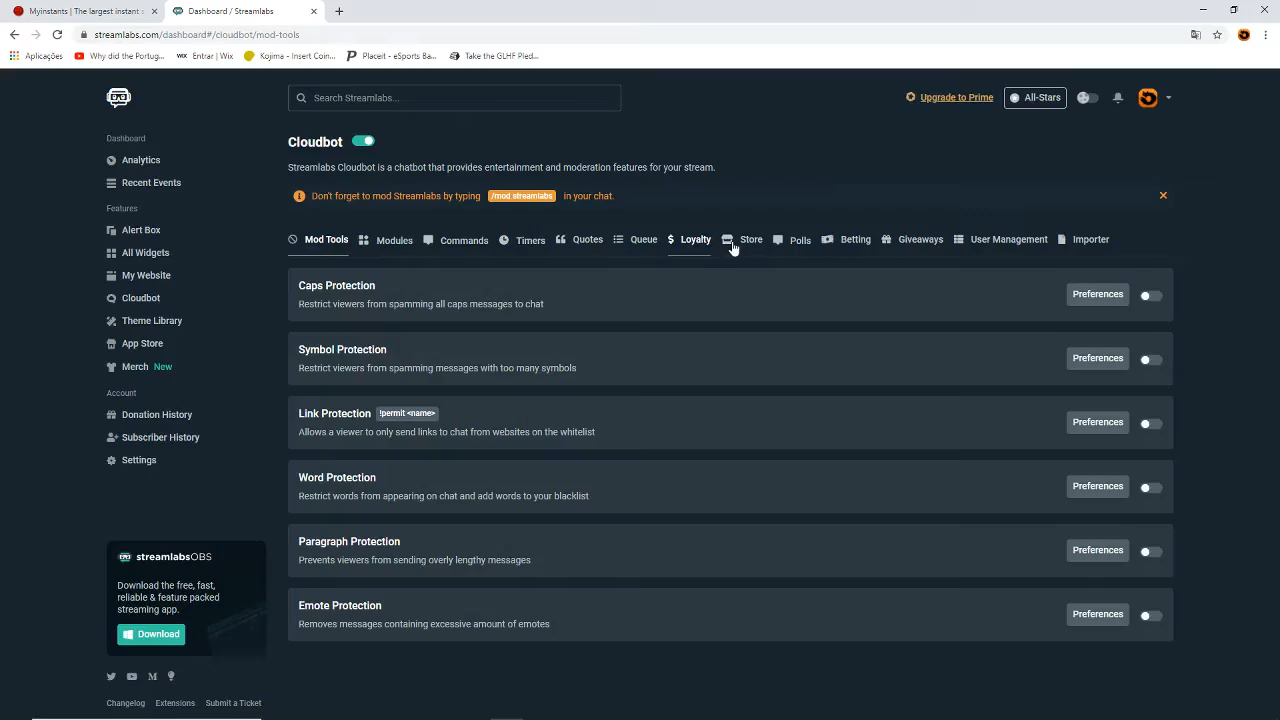 Myinstants | The largest instant s
Dashboard / Streamlabs
streamlabs.com/dashboard#/cloudbot/mod-tools
Aplicações
Why did the Portug...
WIX Entrar | Wix
Kojima - Insert Coin...
Placeit - eSports Ba...
Take the GLHF Pled...
Search Streamlabs...
Upgrade to Prime
All-Stars
Dashboard
Analytics
Recent Events
Features
Alert Box
All Widgets
My Website
Cloudbot
Theme Library
App Store
Merch New
Account
Donation History
Subscriber History
Settings
streamlabsOBS
Download the free, fast,
reliable & feature packed
streaming app.
Download
Changelog Extensions Submit a Ticket
Cloudbot
Streamlabs Cloudbot is a chatbot that provides entertainment and moderation features for your stream.
Don't forget to mod Streamlabs by typing /mod streamlabs in your chat.
Mod Tools Modules Commands Timers Quotes Queue $ Loyalty Store Polls Betting Giveaways User Management Importer
Caps Protection
Restrict viewers from spamming all caps messages to chat
Preferences
Symbol Protection
Restrict viewers from spamming messages with too many symbols
Preferences
Link Protection !permit <name>
Allows a viewer to only send links to chat from websites on the whitelist
Preferences
Word Protection
Restrict words from appearing on chat and add words to your blacklist
Preferences
Paragraph Protection
Prevents viewers from sending overly lengthy messages
Preferences
Emote Protection
Removes messages containing excessive amount of emotes
Preferences